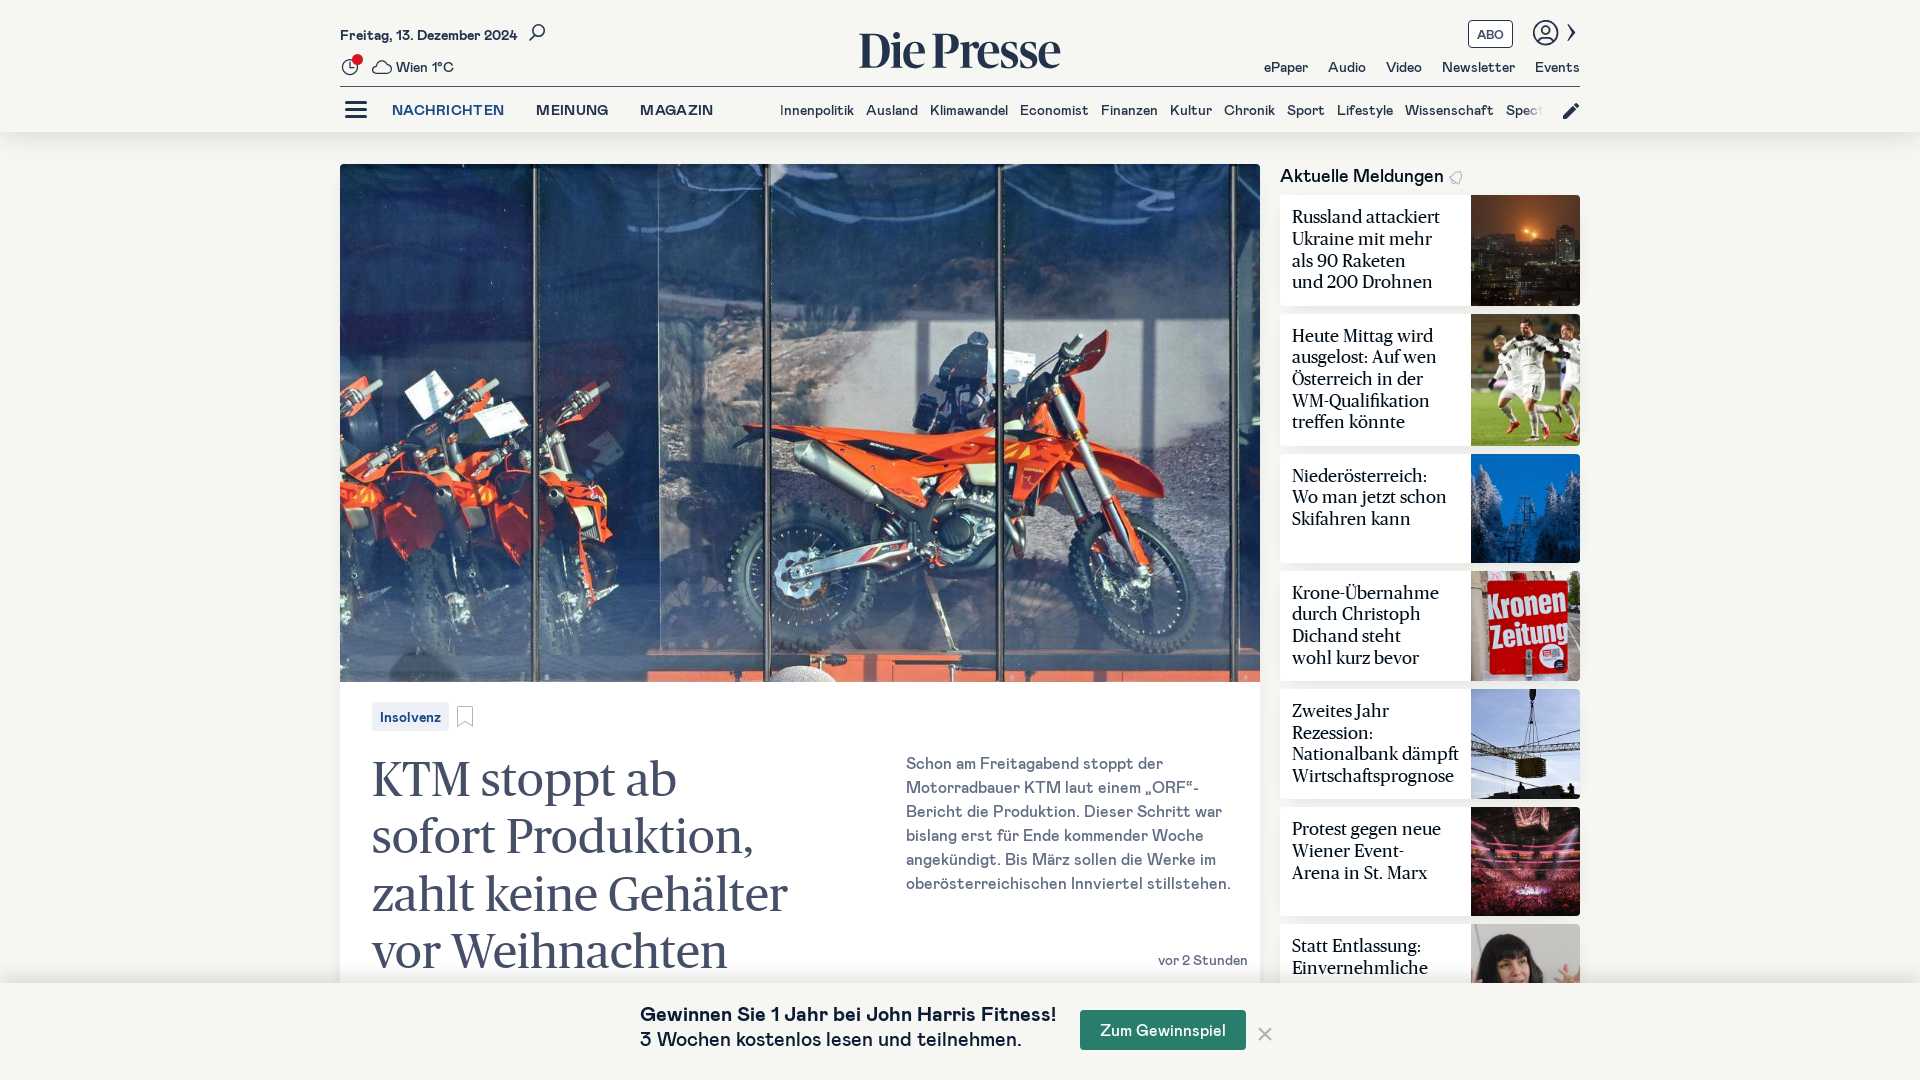 Freitag, 13. Dezember 2024
Wien 1°C
Die Presse
ABO
ePaper Audio Video Newsletter Events
NACHRICHTEN MEINUNG MAGAZIN
Innenpolitik Ausland Klimawandel Economist Finanzen Kultur Chronik Sport Lifestyle Wissenschaft Spect
Insolvenz
KTM stoppt ab
sofort Produktion,
zahlt keine Gehälter
vor Weihnachten
Schon am Freitagabend stoppt der
Motorradbauer KTM laut einem „ORF“-
Bericht die Produktion. Dieser Schritt war
bislang erst für Ende kommender Woche
angekündigt. Bis März sollen die Werke im
oberösterreichischen Innviertel stillstehen.
vor 2 Stunden
Aktuelle Meldungen
Russland attackiert
Ukraine mit mehr
als 90 Raketen
und 200 Drohnen
Heute Mittag wird
ausgelost: Auf wen
Österreich in der
WM-Qualifikation
treffen könnte
Niederösterreich:
Wo man jetzt schon
Skifahren kann
Krone-Übernahme
durch Christoph
Dichand steht
wohl kurz bevor
Kronen
Zeitung
Zweites Jahr
Rezession:
Nationalbank dämpft
Wirtschaftsprognose
Protest gegen neue
Wiener Event-
Arena in St. Marx
Statt Entlassung:
Einvernehmliche
Gewinnen Sie 1 Jahr bei John Harris Fitness!
3 Wochen kostenlos lesen und teilnehmen.
Zum Gewinnspiel